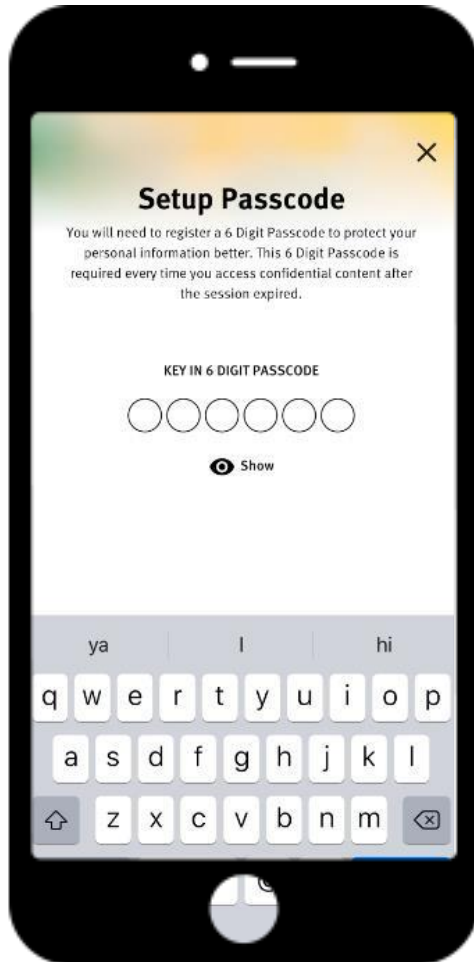 Setup Passcode
You will need to register a 6 Digit Passcode to protect your
personal information better. This 6 Digit Passcode is
required every time you access confidential content after
the session expired.
KEY IN 6 DIGIT PASSCODE
Show
ya I hi
q w e r t y u i o p
a s d f g h j k l
z x c v b n m